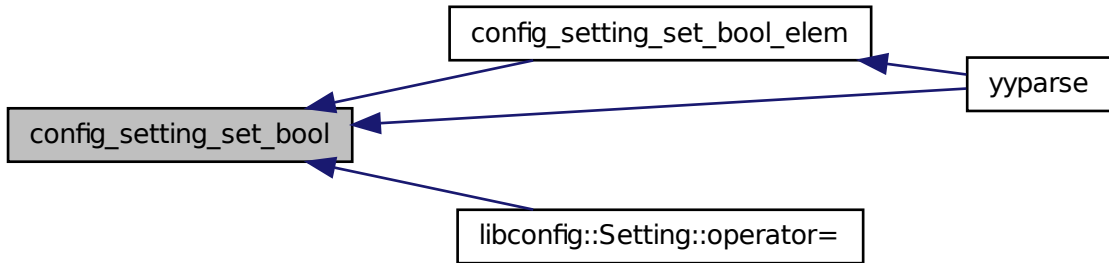 config_setting_set_bool_elem
yyparse
config_setting_set_bool
libconfig::Setting::operator=